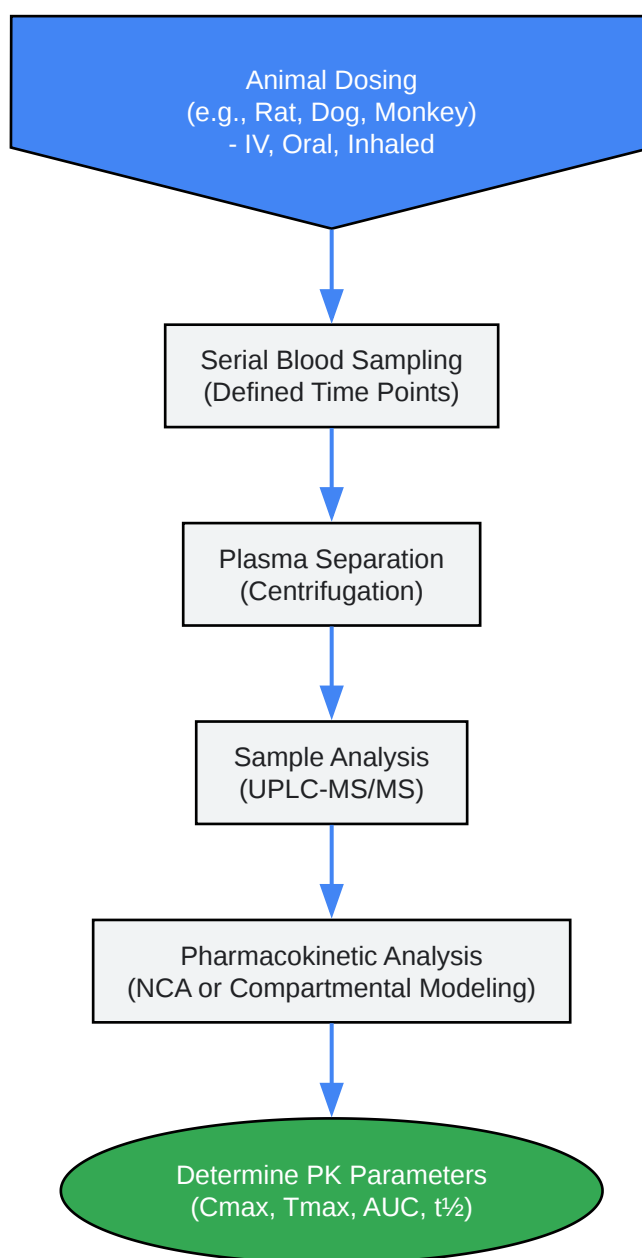 Animal Dosing
(e.g., Rat, Dog, Monkey)
- IV, Oral, Inhaled
Serial Blood Sampling
(Defined Time Points)
Plasma Separation
(Centrifugation)
Sample Analysis
(UPLC-MS/MS)
Pharmacokinetic Analysis
(NCA or Compartmental Modeling)
Determine PK Parameters
(Cmax, Tmax, AUC, t½)